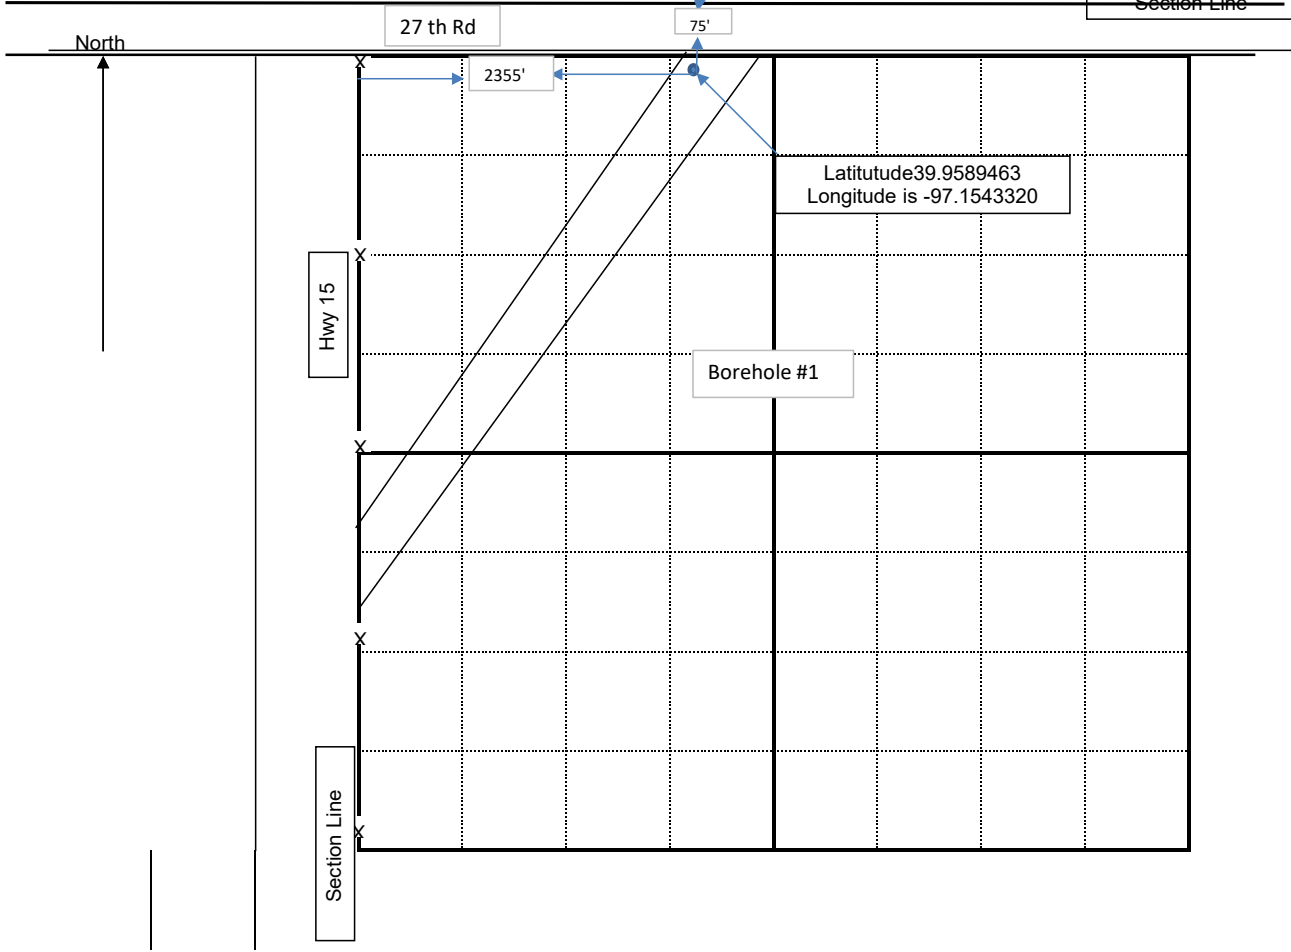 Section Line
27 th Rd
75'
North
2355'
Latitutude39.9589463
Longitude is -97.1543320
X
X
Hwy 15
Borehole #1
X
X
X
Section Line